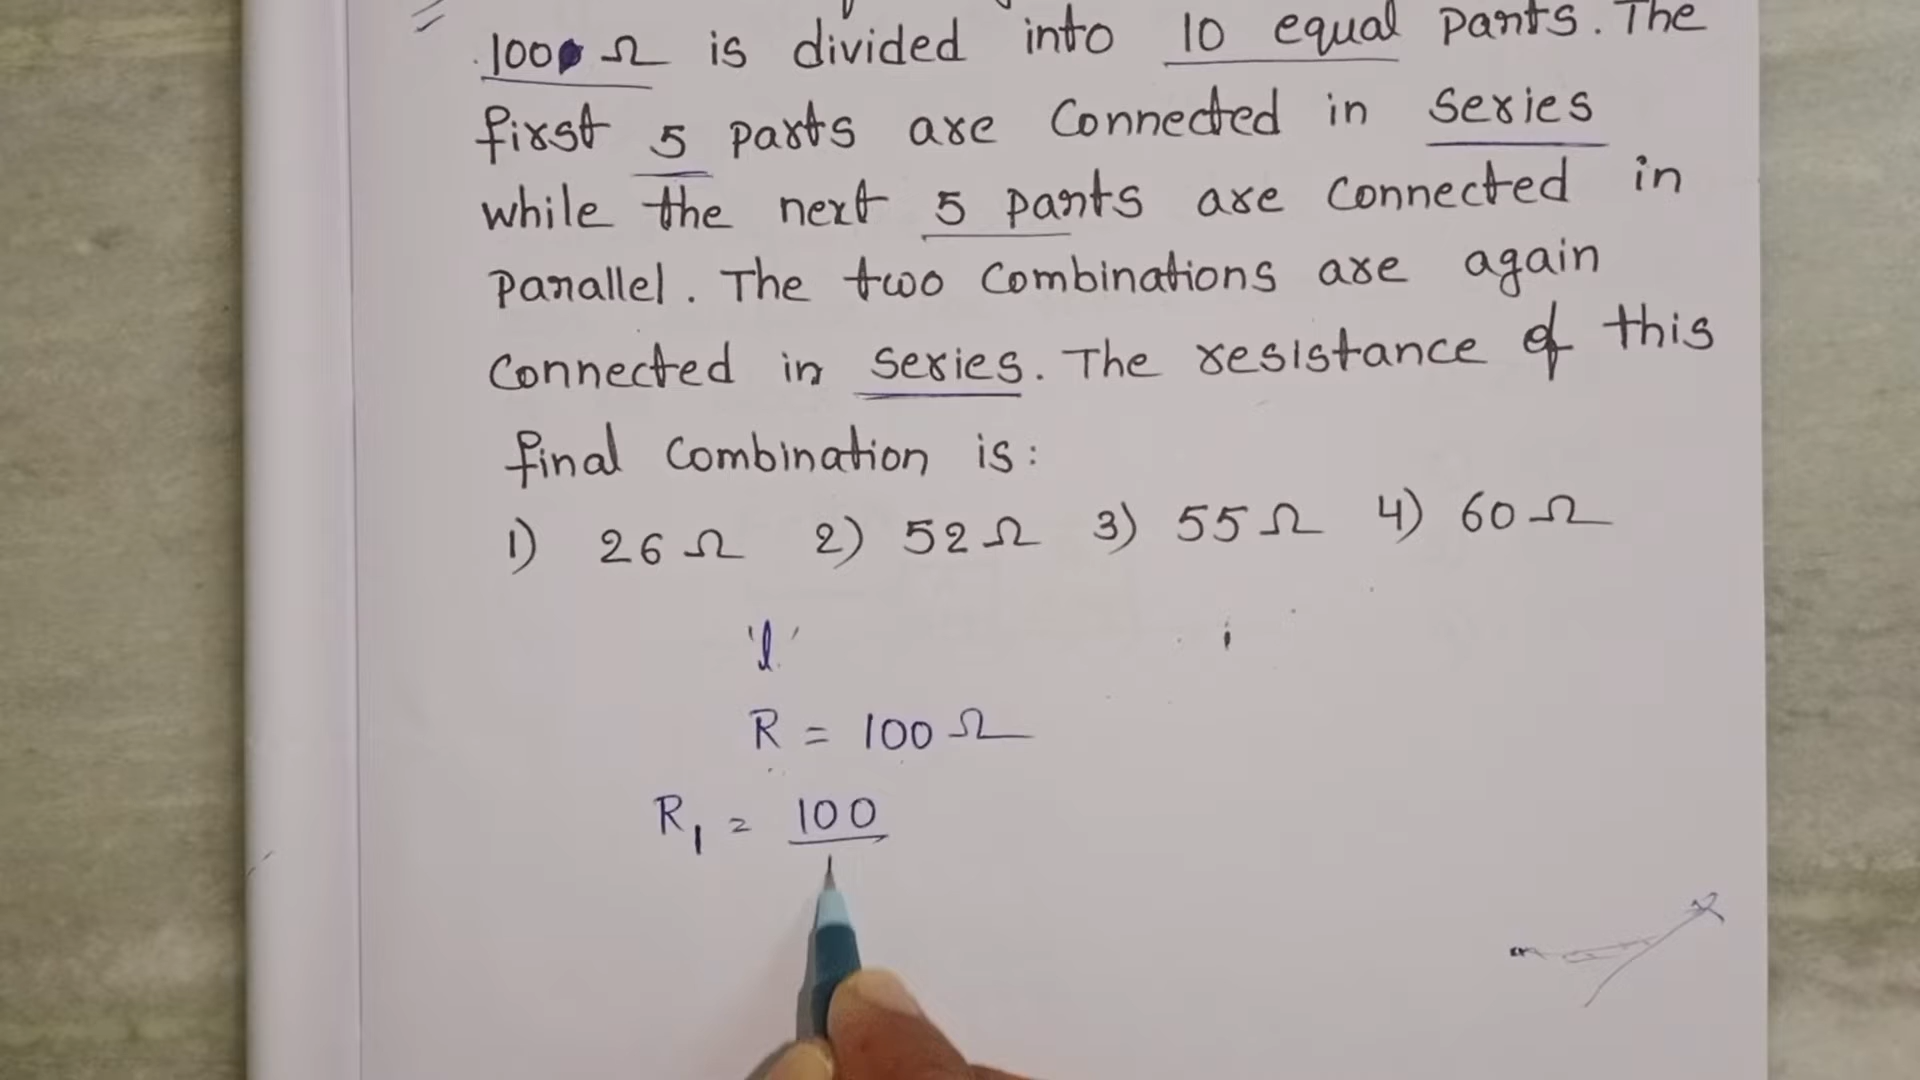 100 Ω is divided into 10 equal parts. The
first 5 parts are connected in series
while the next 5 parts are connected in
parallel. The two combinations are again
connected in series. The resistance of this
final combination is:
1) 26 Ω 2) 52 Ω 3) 55 Ω 4) 60 Ω
'l'
R = 100 Ω
R₁ = 100